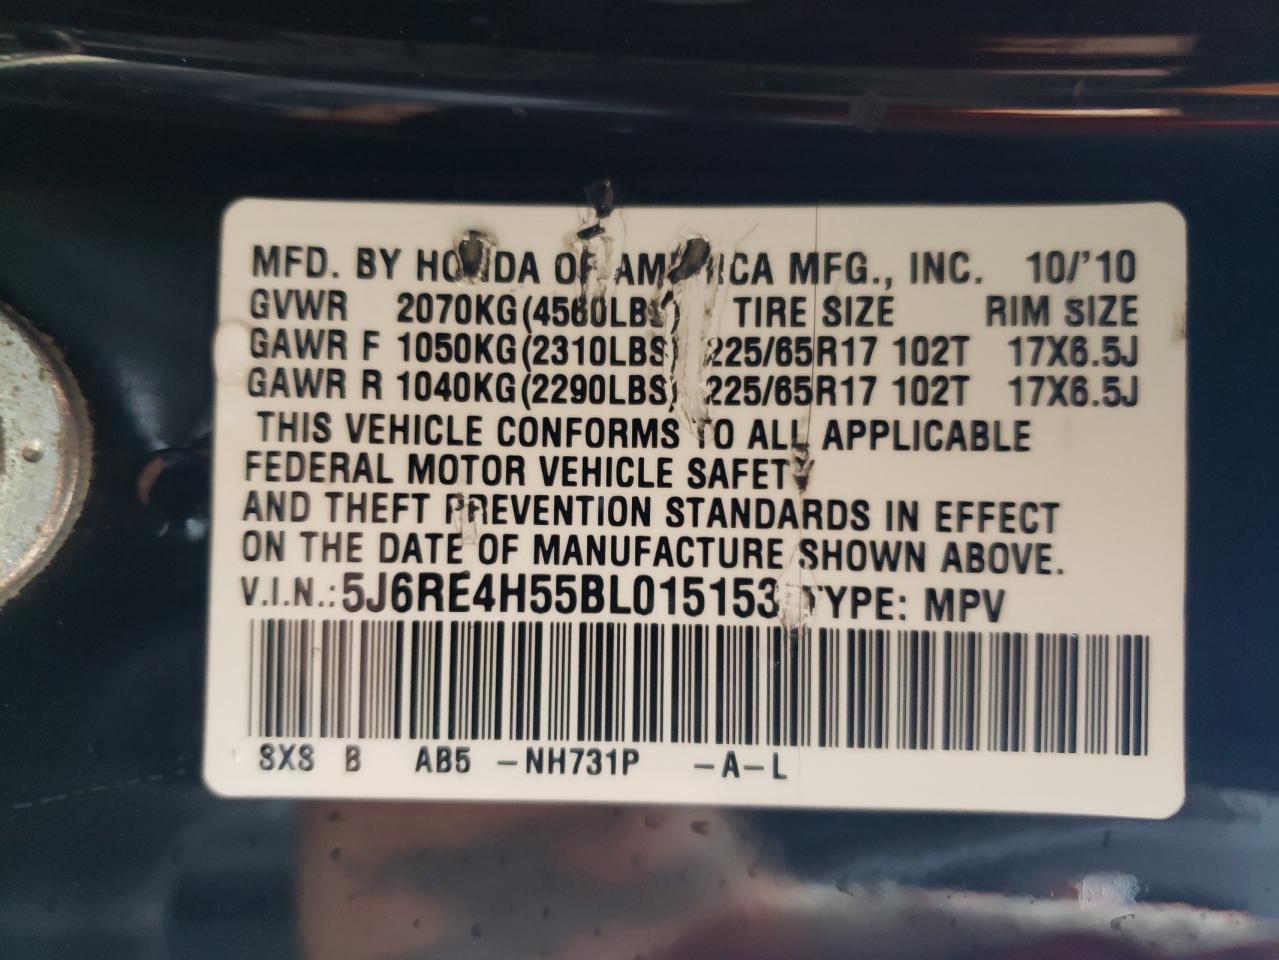 MFD. BY HONDA OF AMERICA MFG., INC. 10/'10
GVWR 2070KG(4560LBS) TIRE SIZE RIM SIZE
GAWR F 1050KG(2310LBS) 225/65R17 102T 17X6.5J
GAWR R 1040KG(2290LBS) 225/65R17 102T 17X6.5J
THIS VEHICLE CONFORMS TO ALL APPLICABLE
FEDERAL MOTOR VEHICLE SAFETY
AND THEFT PREVENTION STANDARDS IN EFFECT
ON THE DATE OF MANUFACTURE SHOWN ABOVE.
V.I.N.: 5J6RE4H55BL015153 TYPE: MPV
SXS B AB5 -NH731P -A-L